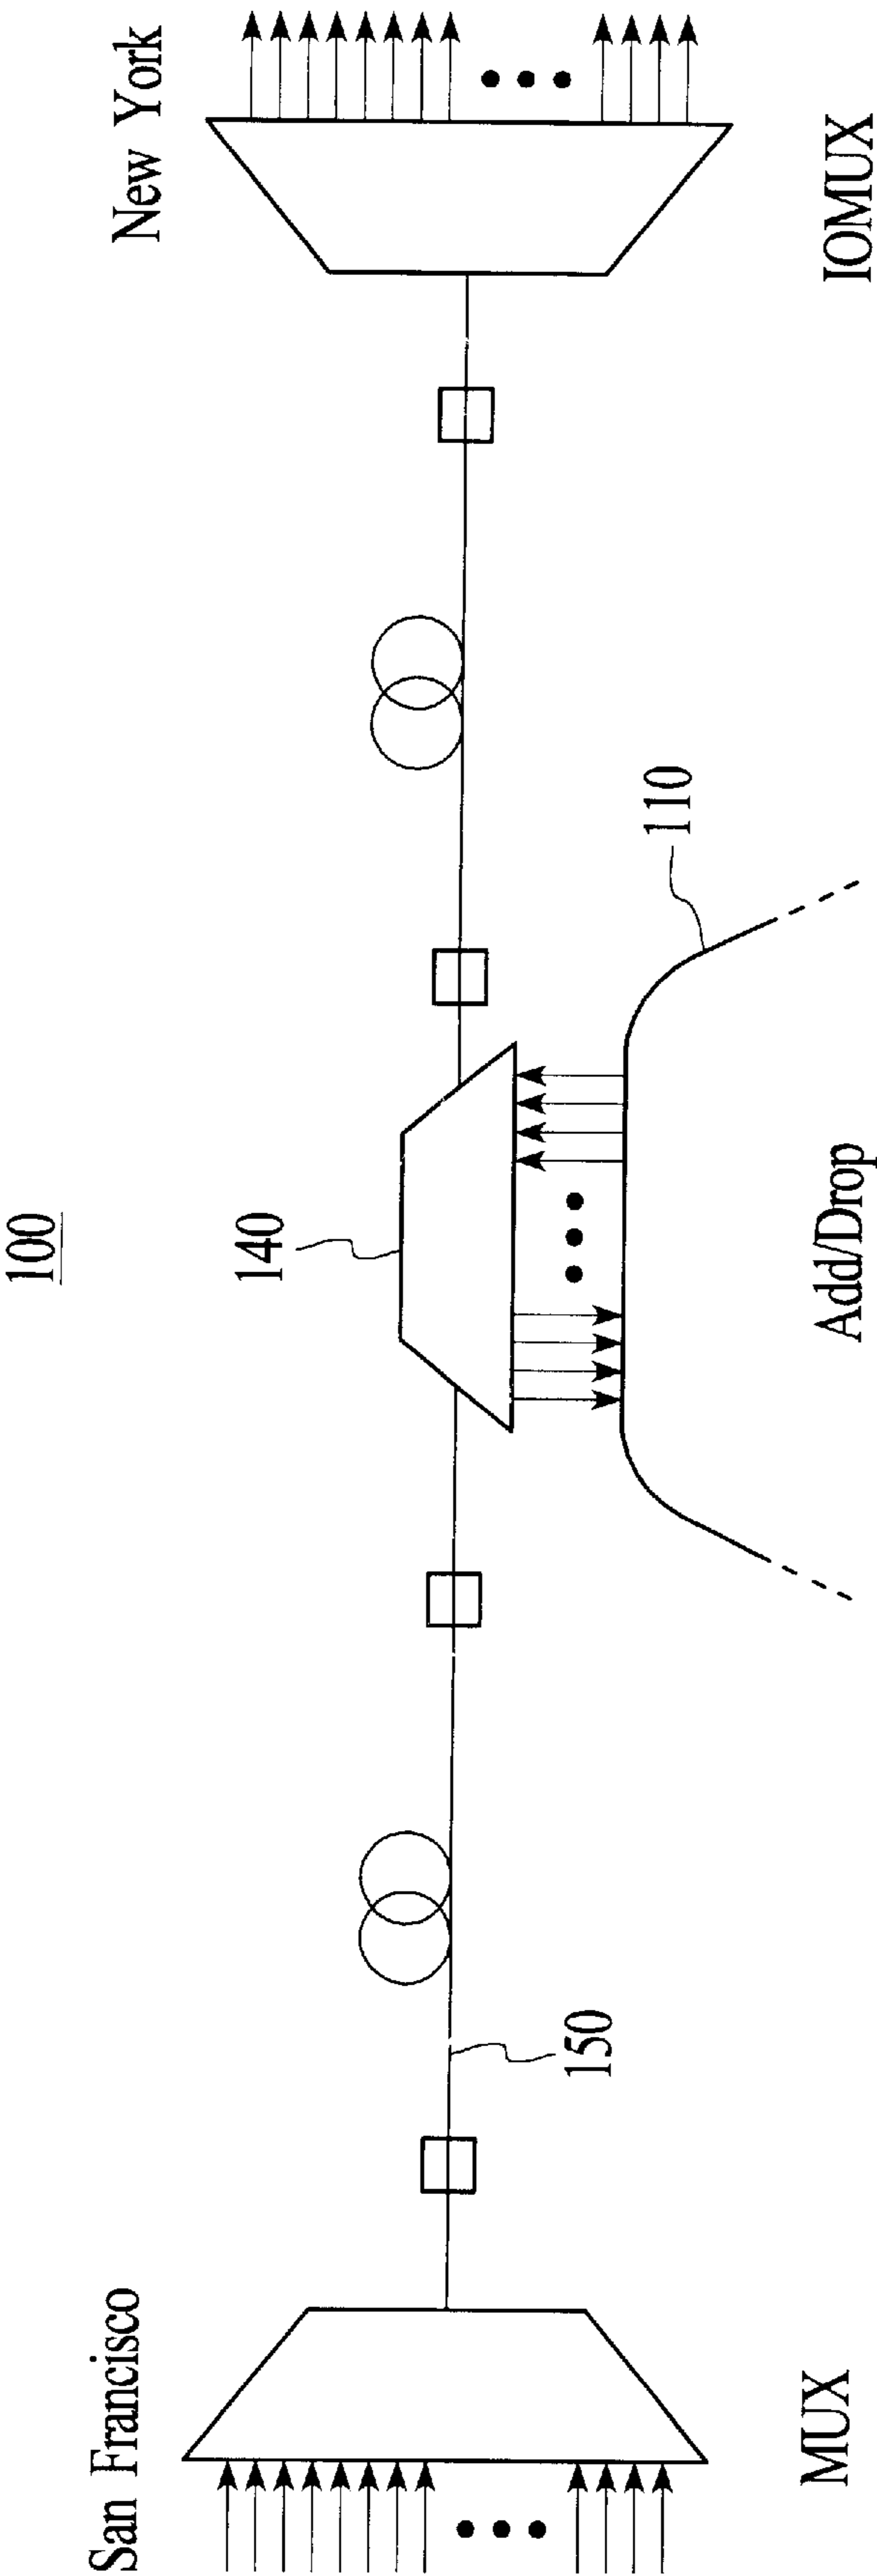 100
San Francisco
New York
140
150
110
MUX
Add/Drop
IOMUX